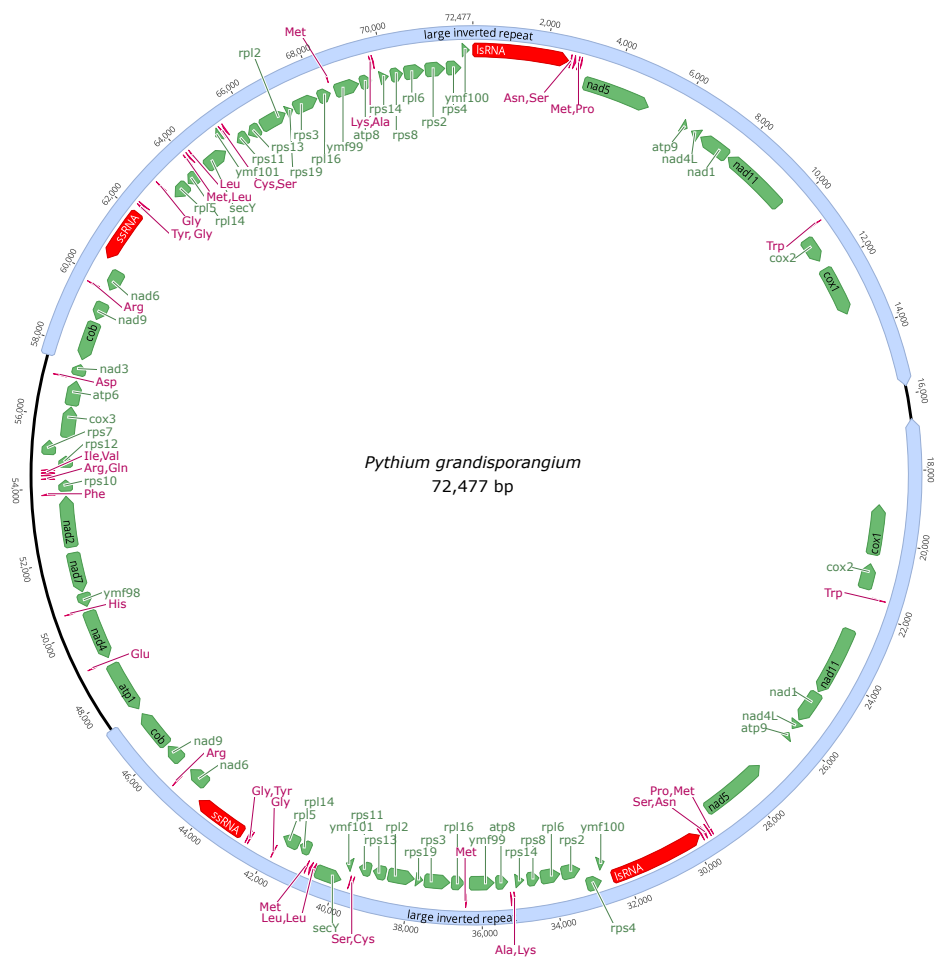 Pythium grandisporangium
72,477 bp
72,477
2,000
4,000
6,000
8,000
10,000
12,000
14,000
16,000
18,000
20,000
22,000
24,000
26,000
28,000
30,000
32,000
34,000
36,000
38,000
40,000
42,000
44,000
46,000
48,000
50,000
52,000
54,000
56,000
58,000
60,000
62,000
64,000
66,000
68,000
70,000
large inverted repeat
lsRNA
Asn,Ser
Met,Pro
nad5
atp9
nad4L
nad1
nad11
Trp
cox2
cox1
cox1
cox2
Trp
nad11
nad1
nad4L
atp9
nad5
Pro,Met
Ser,Asn
lsRNA
ymf100
rps4
rps2
rpl6
rps8
rps14
Ala,Lys
atp8
ymf99
Met
rpl16
large inverted repea
rps3
rps19
rpl2
rps13
rps11
ymf101
Ser,Cys
secY
Leu,Leu
Met
rpl14
rpl5
Gly
Gly,Tyr
ssRNA
nad6
Arg
nad9
cob
atp1
Glu
nad4
His
ymf98
nad7
nad2
Phe
rps10
Arg,Gln
Ile,Val
rps12
rps7
cox3
atp6
Asp
nad3
cob
nad9
Arg
nad6
ssRNA
Tyr,Gly
Gly
rpl5
rpl14
Met,Leu
Leu
secY
ymf101
Cys,Ser
rps11
rps13
rpl2
rps19
rps3
rpl16
Met
ymf99
atp8
Lys,Ala
rps14
rps8
rpl6
rps2
rps4
ymf100